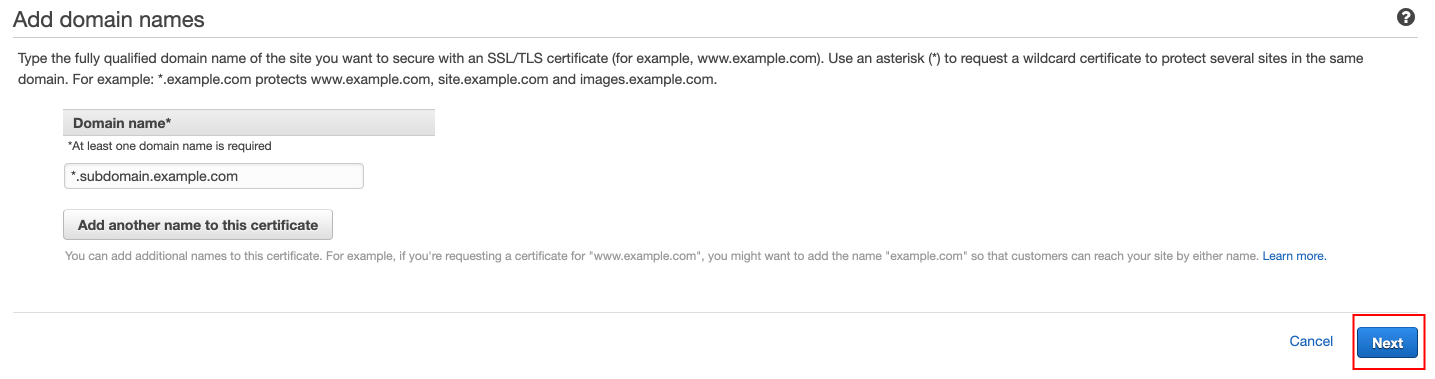 Add domain names
?
Type the fully qualified domain name of the site you want to secure with an SSL/TLS certificate (for example, www.example.com). Use an asterisk (*) to request a wildcard certificate to protect several sites in the same
domain. For example: *.example.com protects www.example.com, site.example.com and images.example.com.
Domain name*
*At least one domain name is required
*.subdomain.example.com
Add another name to this certificate
You can add additional names to this certificate. For example, if you're requesting a certificate for "www.example.com", you might want to add the name "example.com" so that customers can reach your site by either name. Learn more.
Cancel Next